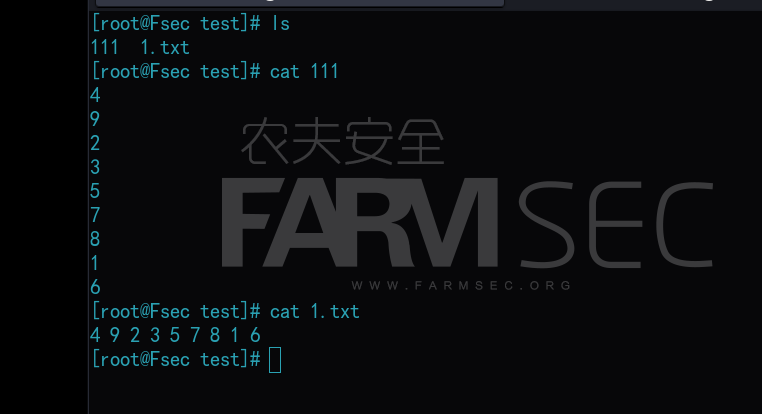 [root@Fsec test]# ls
111  1.txt
[root@Fsec test]# cat 111
4
9
2
3
5
7
8
1
6
[root@Fsec test]# cat 1.txt
4 9 2 3 5 7 8 1 6
[root@Fsec test]#
农夫安全
FARMSEC
WWW.FARMSEC.ORG